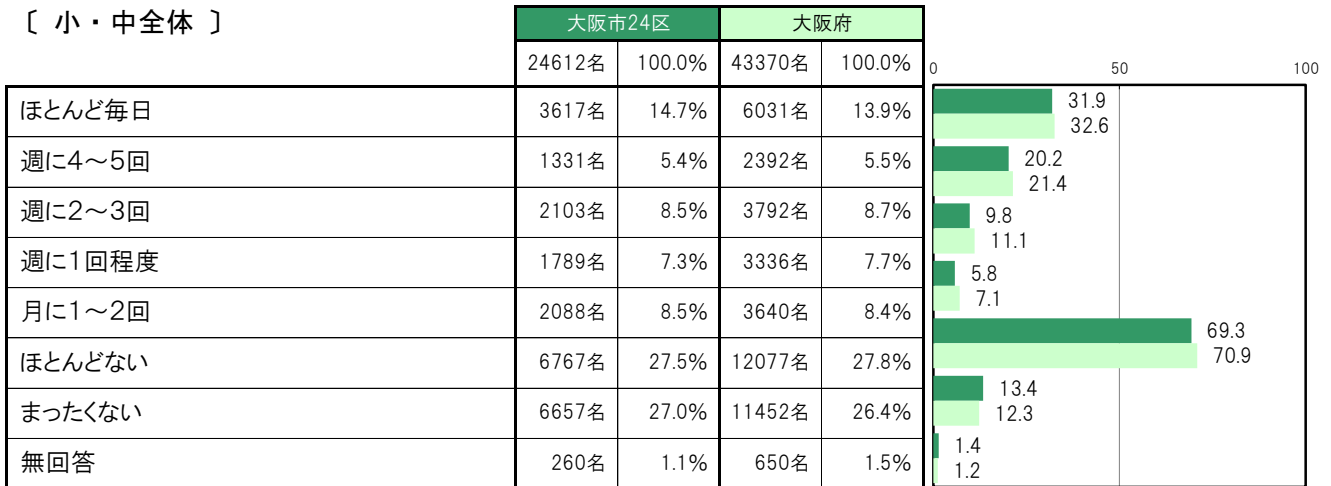 〔 小・中全体 〕
大阪市24区 大阪府
24612名 100.0% 43370名 100.0%
0 50 100
ほとんど毎日 3617名 14.7% 6031名 13.9%
31.9
32.6
週に4～5回 1331名 5.4% 2392名 5.5%
20.2
21.4
週に2～3回 2103名 8.5% 3792名 8.7%
9.8
11.1
週に1回程度 1789名 7.3% 3336名 7.7%
5.8
7.1
月に1～2回 2088名 8.5% 3640名 8.4%
69.3
70.9
ほとんどない 6767名 27.5% 12077名 27.8%
まったくない 6657名 27.0% 11452名 26.4%
13.4
12.3
無回答 260名 1.1% 650名 1.5%
1.4
1.2